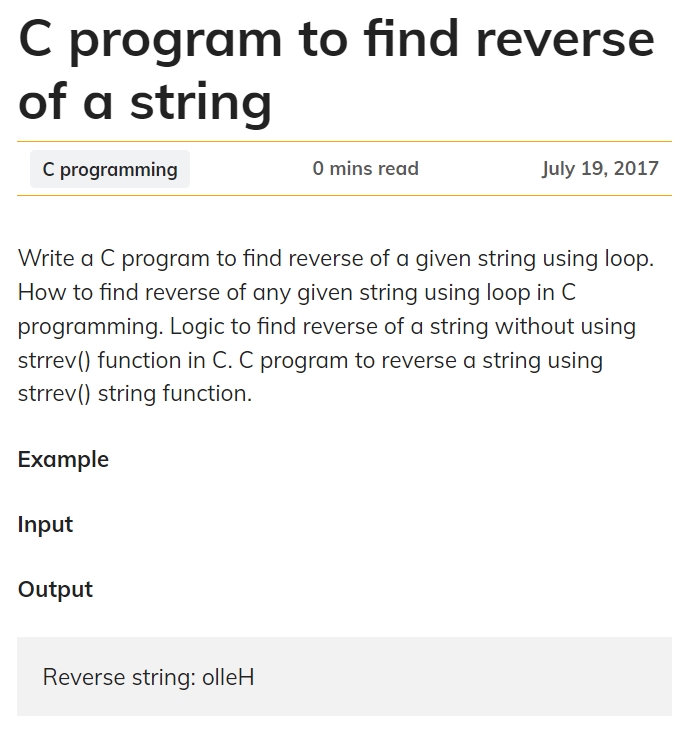 C program to find reverse
of a string
C programming 0 mins read July 19, 2017
Write a C program to find reverse of a given string using loop.
How to find reverse of any given string using loop in C
programming. Logic to find reverse of a string without using
strrev() function in C. C program to reverse a string using
strrev() string function.
Example
Input
Output
Reverse string: olleH